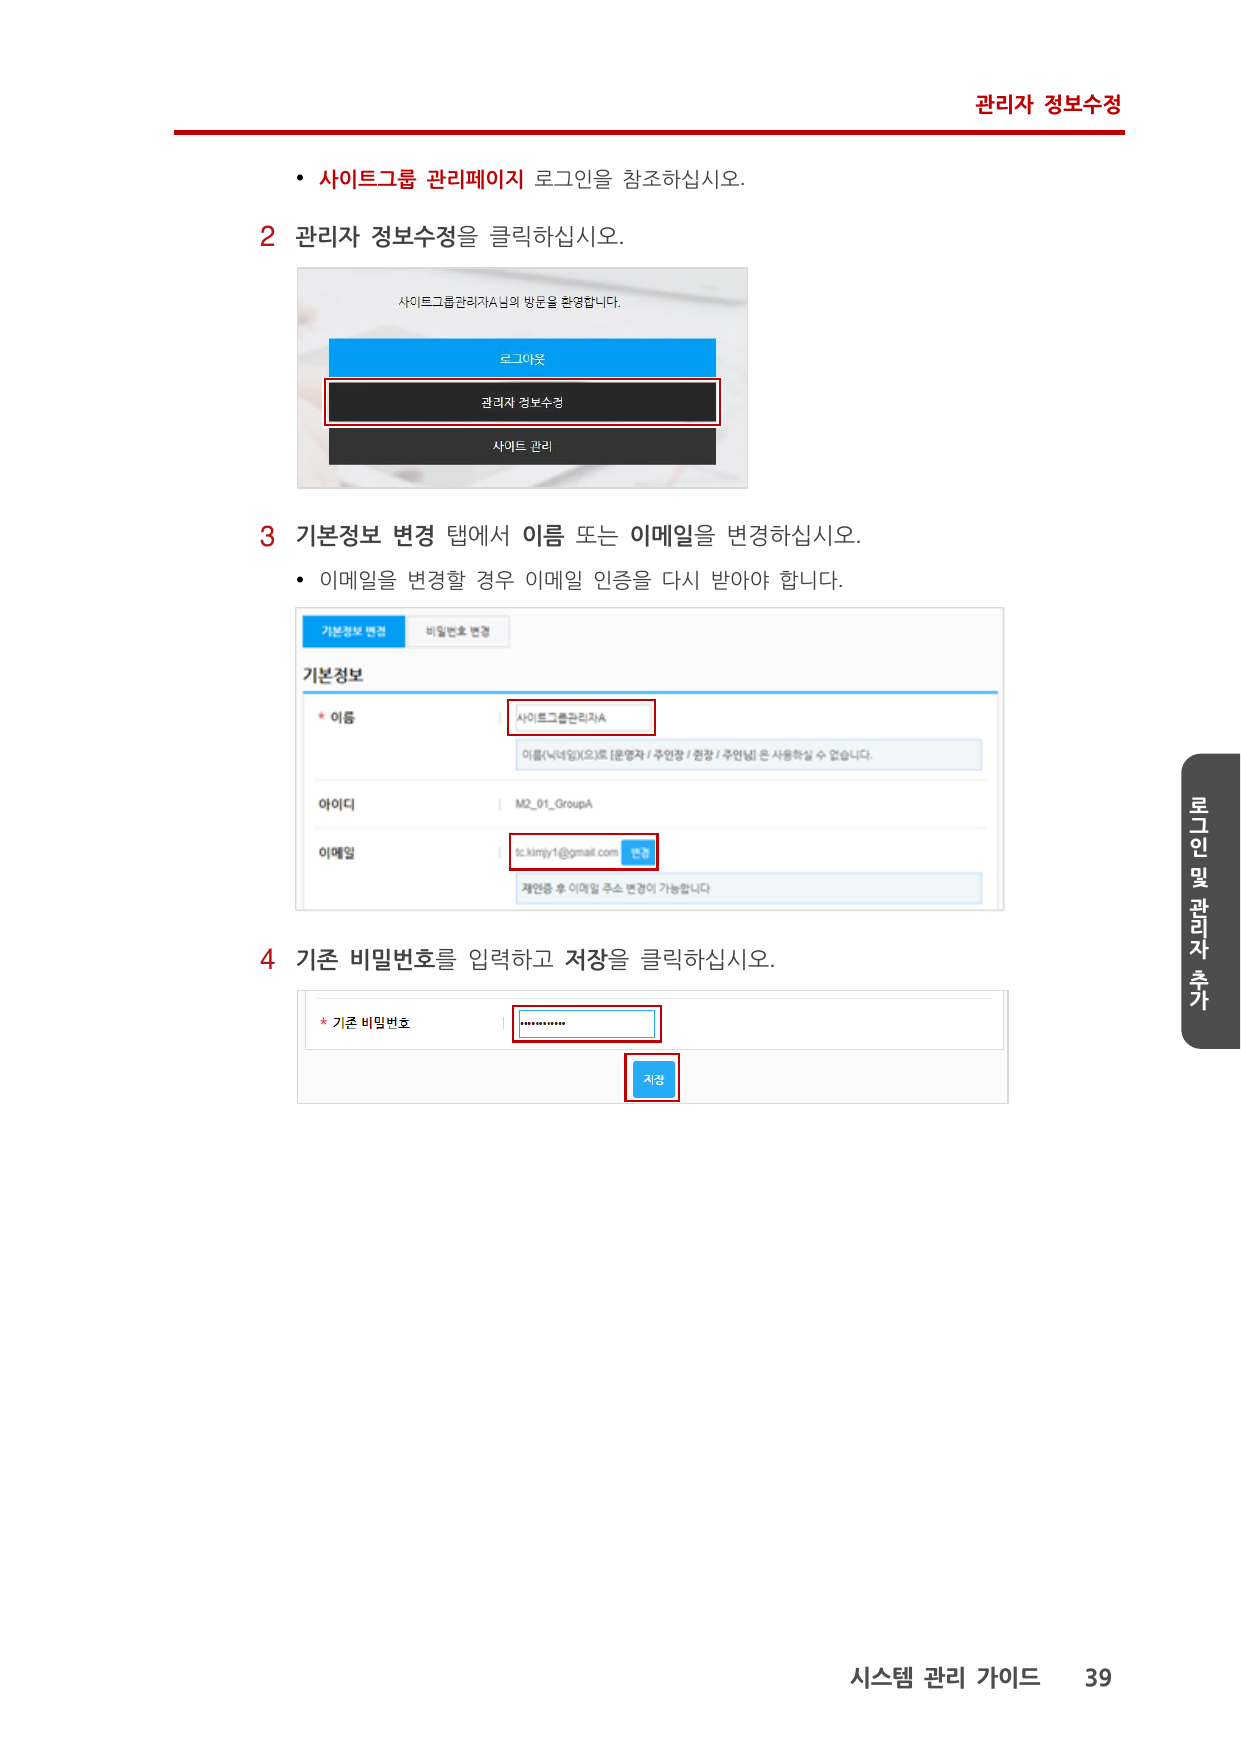 관리자 정보수정
• 사이트그룹 관리페이지 로그인을 참조하십시오.
2 관리자 정보수정을 클릭하십시오.
사이트그룹관리자A님의 방문을 환영합니다.
로그아웃
관리자 정보수정
사이트 관리
3 기본정보 변경 탭에서 이름 또는 이메일을 변경하십시오.
• 이메일을 변경할 경우 이메일 인증을 다시 받아야 합니다.
기본정보 변경 비밀번호 변경
기본정보
* 이름 사이트그룹관리자A
이름(닉네임)(으)로 [운영자 / 주인장 / 쥔장 / 주인님] 은 사용하실 수 없습니다.
아이디 M2_01_GroupA
이메일 tc.kimjy1@gmail.com 변경
재인증 후 이메일 주소 변경이 가능합니다
4 기존 비밀번호를 입력하고 저장을 클릭하십시오.
* 기존 비밀번호 ••••••••••••
저장
로그인 및 관리자 추가
시스템 관리 가이드 39